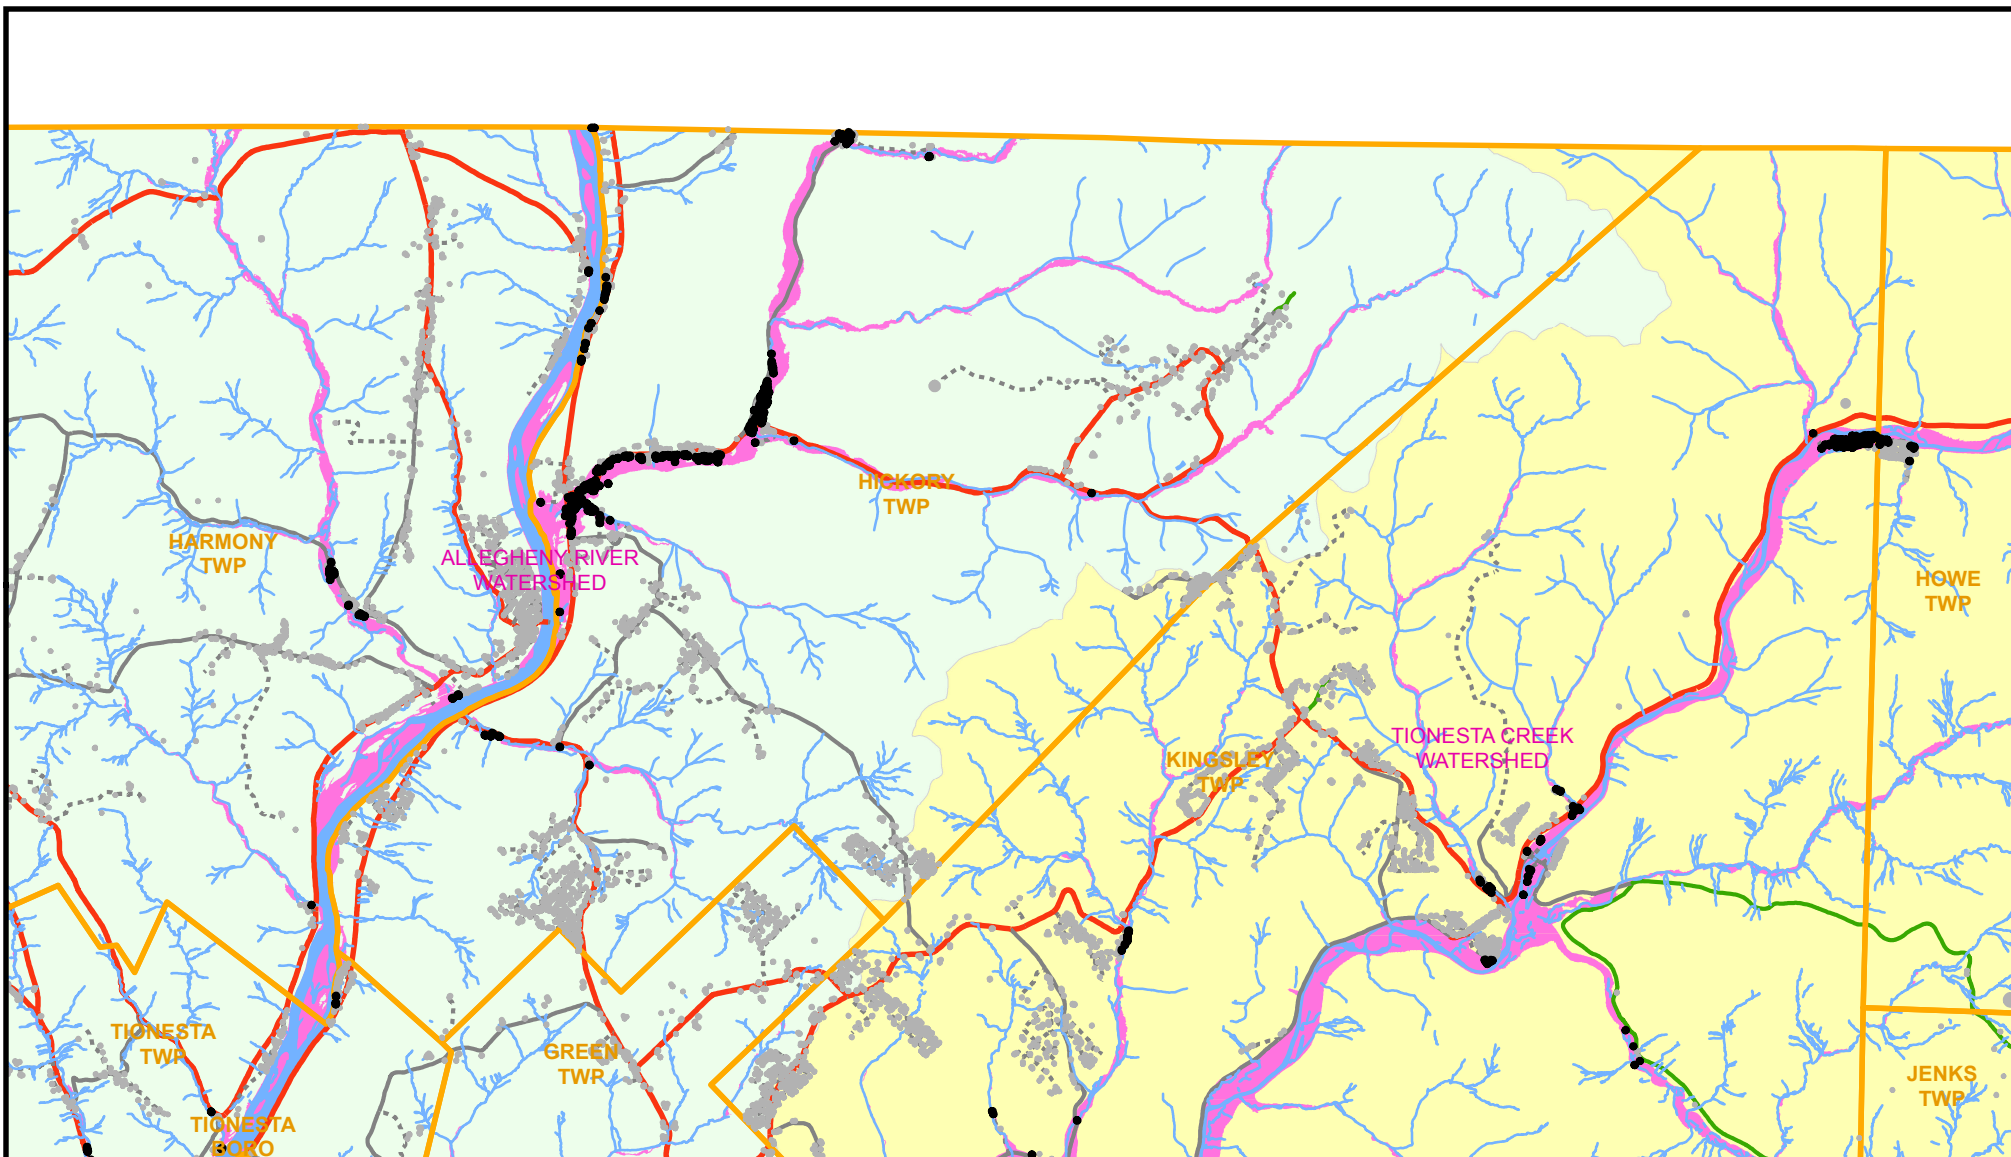 HICKORY
TWP
HARMONY
TWP
ALLEGHENY RIVER
WATERSHED
HOWE
TWP
TIONESTA CREEK
WATERSHED
KINGSLEY
TWP
TIONESTA
TWP
GREEN
TWP
JENKS
TWP
TIONESTA
BORO